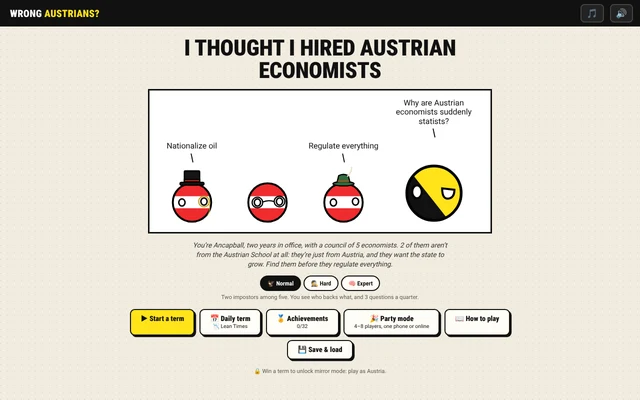 WRONG AUSTRIANS?
I THOUGHT I HIRED AUSTRIAN
ECONOMISTS
Why are Austrian
economists suddenly
statists?
Nationalize oil
Regulate everything
You're Ancapball, two years in office, with a council of 5 economists. 2 of them aren't
from the Austrian School at all: they're just from Austria, and they want the state to
grow. Find them before they regulate everything.
Normal
Hard
Expert
Two impostors among five. You see who backs what, and 3 questions a quarter.
▶ Start a term
Daily term
Lean Times
Achievements
0/32
Party mode
4–8 players, one phone or online
How to play
Save & load
Win a term to unlock mirror mode: play as Austria.